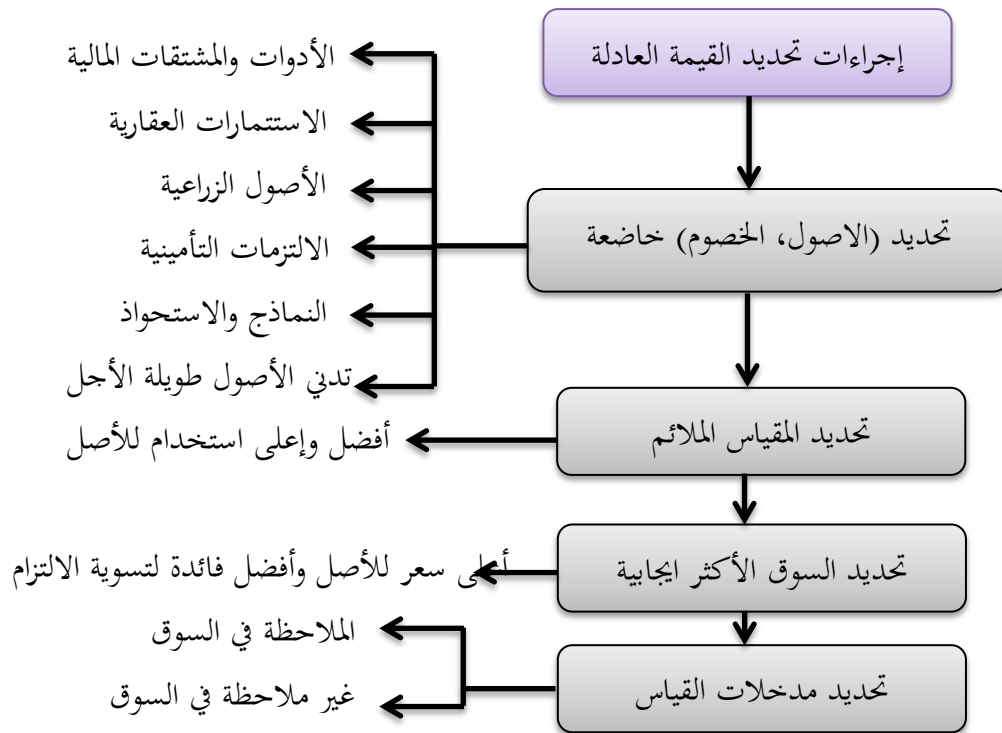 إجراءات تحديد القيمة العادلة
تحديد (الاصول، الخصوم) خاضعة
الأدوات والمشتقات المالية
الاستتمارات العقارية
الأصول الزراعية
الالتزمات التأمينية
النماذج والاستحواذ
تدني الأصول طويلة الأجل
تحديد المقياس الملائم
أفضل وإعلى استخدام للأصل
تحديد السوق الأكثر ايجابية
أعلى سعر للأصل وأفضل فائدة لتسوية الالتزام
تحديد مدخلات القياس
الملاحظة في السوق
غير ملاحظة في السوق